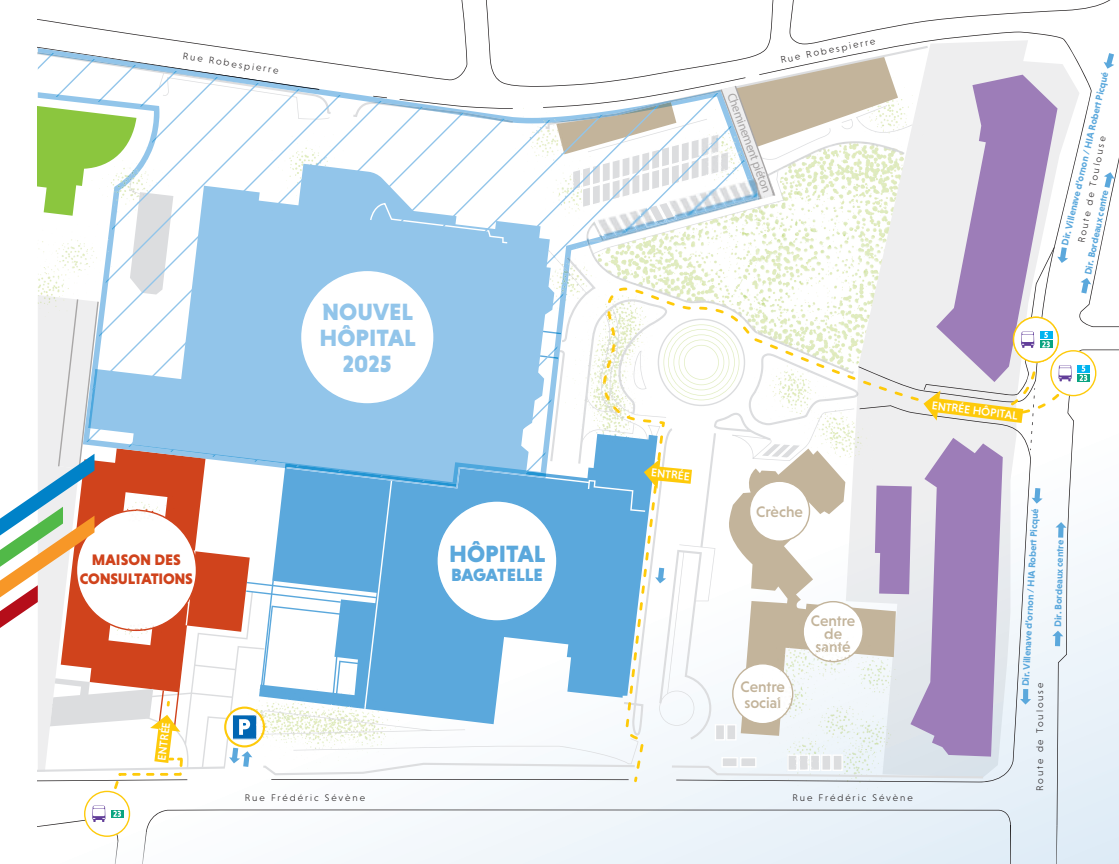 Rue Robespierre
Rue Robespierre
Cheminement piéton
Dir. Villenave d'ornon / HIA Robert Picqué
Route de Toulouse
Dir. Bordeaux centre
NOUVEL
HÔPITAL
2025
5
23
5
23
ENTRÉE HÔPITAL
ENTRÉE
Crèche
HÔPITAL
BAGATELLE
MAISON DES
CONSULTATIONS
Centre
de
santé
Centre
social
Dir. Villenave d'ornon / HIA Robert Picqué
Dir. Bordeaux centre
Route de Toulouse
P
ENTRÉE
23
Rue Frédéric Sévène
Rue Frédéric Sévène